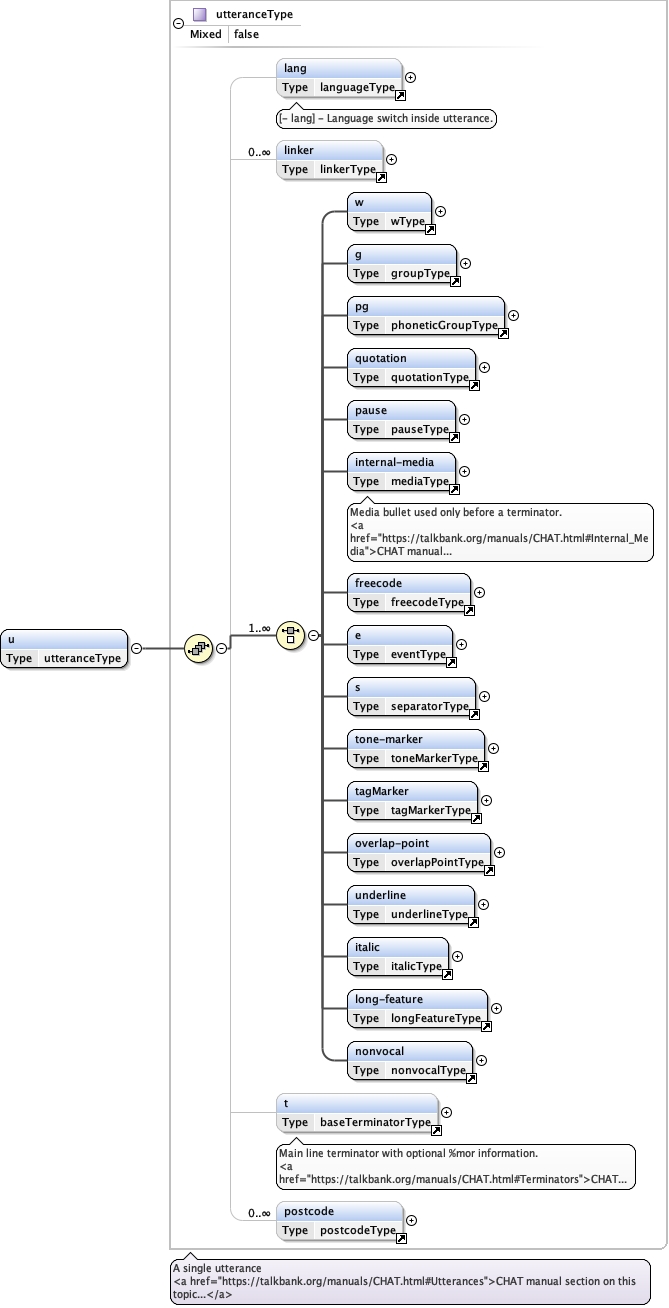 utteranceType
Mixed false
lang
Type languageType
[- lang] - Language switch inside utterance.
0..∞
linker
Type linkerType
w
Type wType
g
Type groupType
pg
Type phoneticGroupType
quotation
Type quotationType
pause
Type pauseType
internal-media
Type mediaType
Media bullet used only before a terminator.
<a
href="https://talkbank.org/manuals/CHAT.html#Internal_Me
dia">CHAT manual...
freecode
Type freecodeType
1..∞
u
Type utteranceType
e
Type eventType
s
Type separatorType
tone-marker
Type toneMarkerType
tagMarker
Type tagMarkerType
overlap-point
Type overlapPointType
underline
Type underlineType
italic
Type italicType
long-feature
Type longFeatureType
nonvocal
Type nonvocalType
t
Type baseTerminatorType
Main line terminator with optional %mor information.
<a
href="https://talkbank.org/manuals/CHAT.html#Terminators">CHAT...
0..∞
postcode
Type postcodeType
A single utterance
<a href="https://talkbank.org/manuals/CHAT.html#Utterances">CHAT manual section on this
topic...</a>